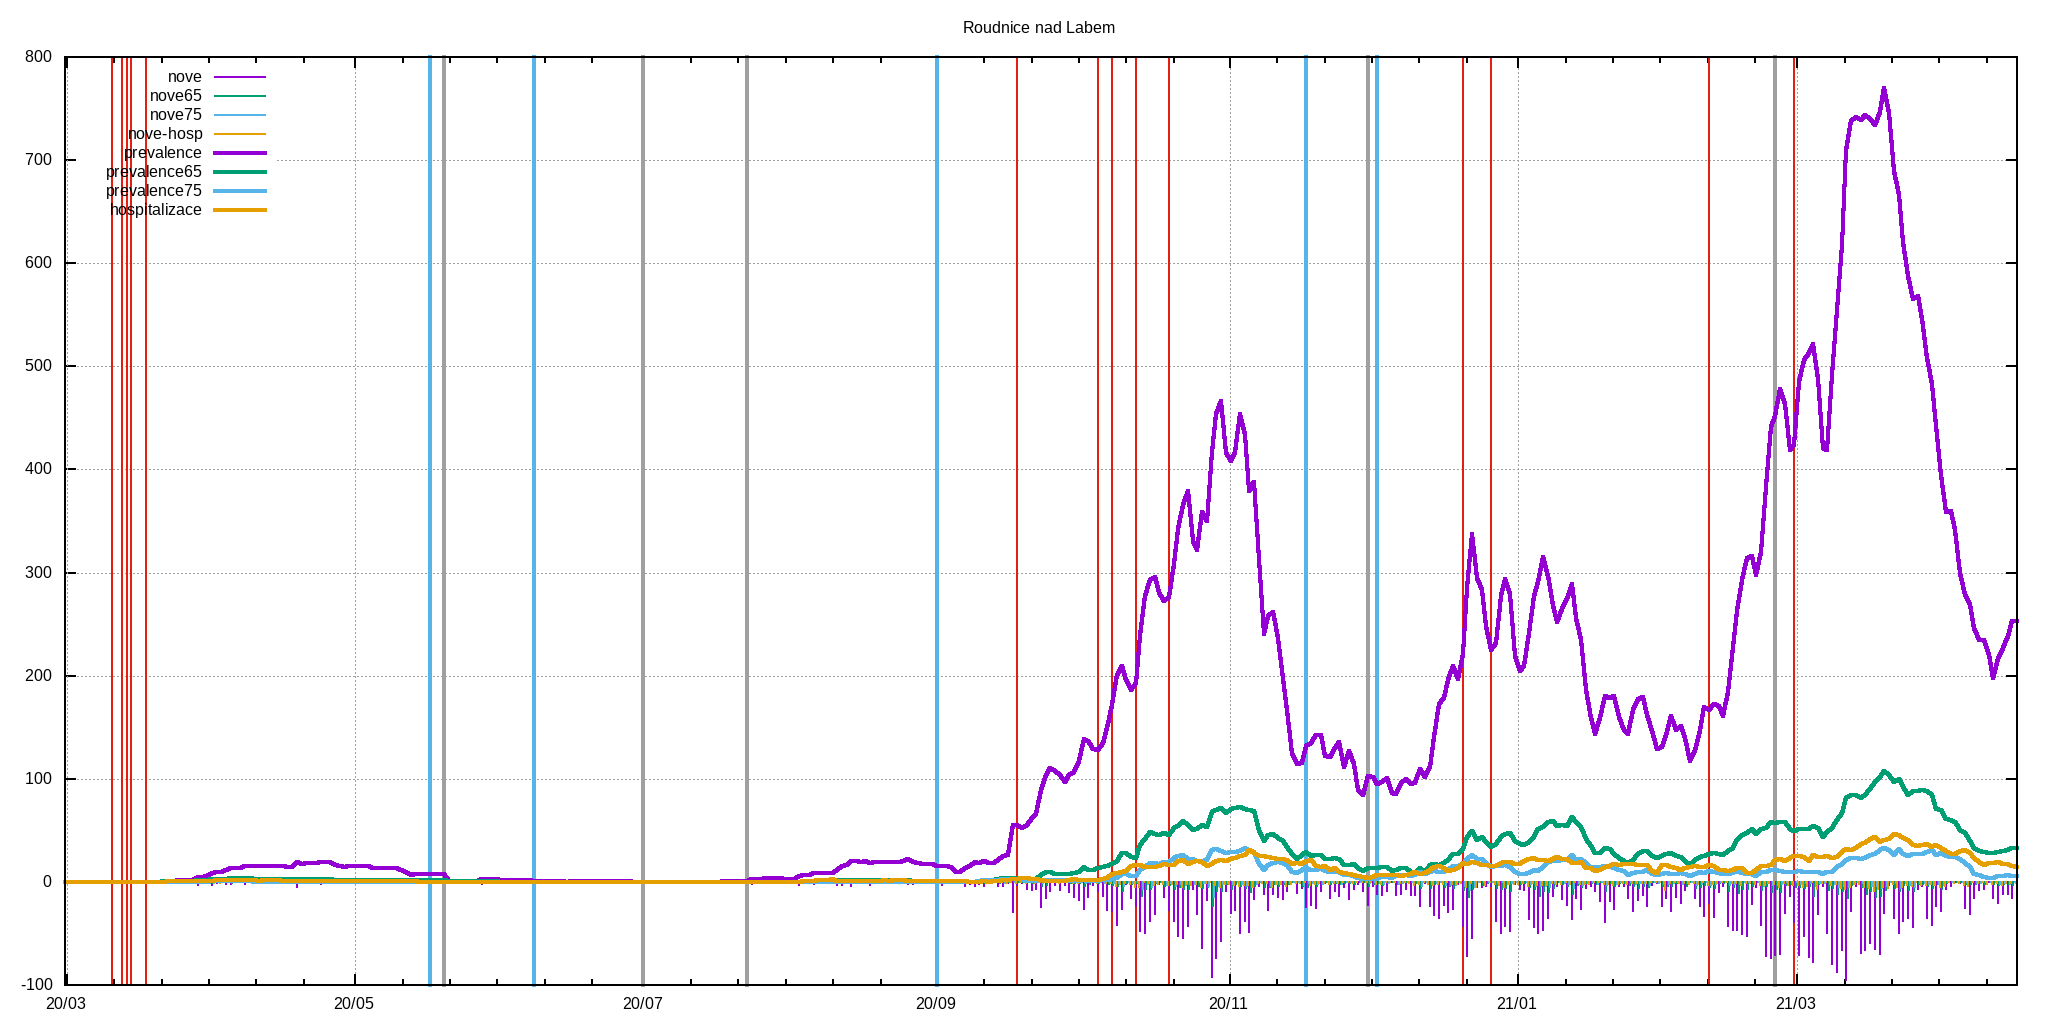 Roudnice nad Labem
800
700
600
500
400
300
200
100
0
-100
nove
nove65
nove75
nove-hosp
prevalence
prevalence65
prevalence75
hospitalizace
20/03 20/05 20/07 20/09 20/11 21/01 21/03